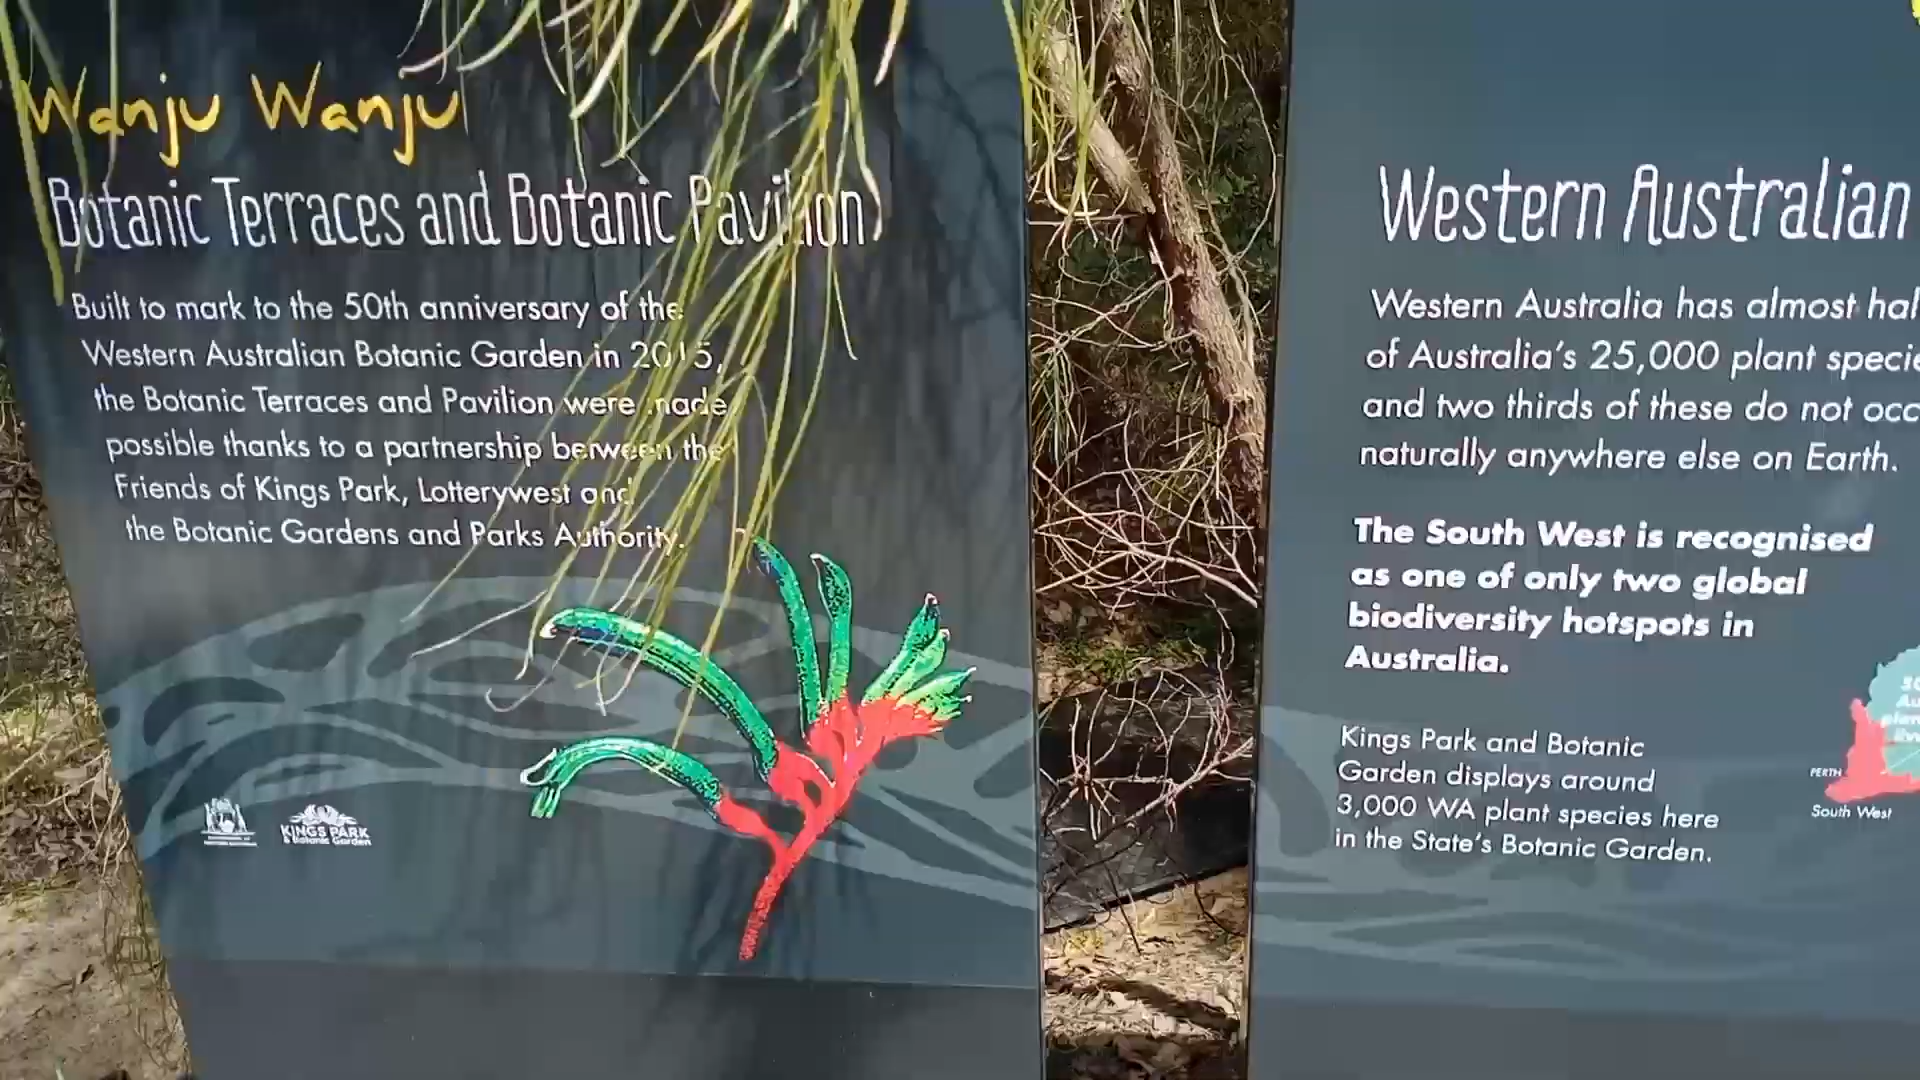 Wanju Wanju
Botanic Terraces and Botanic Pavilion
Built to mark to the 50th anniversary of the
Western Australian Botanic Garden in 2015,
the Botanic Terraces and Pavilion were made
possible thanks to a partnership between the
Friends of Kings Park, Lotterywest and
the Botanic Gardens and Parks Authority.
KINGS PARK
& Botanic Garden
Western Australian
Western Australia has almost hal
of Australia's 25,000 plant specie
and two thirds of these do not occ
naturally anywhere else on Earth.
The South West is recognised
as one of only two global
biodiversity hotspots in
Australia.
Kings Park and Botanic
Garden displays around
3,000 WA plant species here
in the State's Botanic Garden.
PERTH
South West